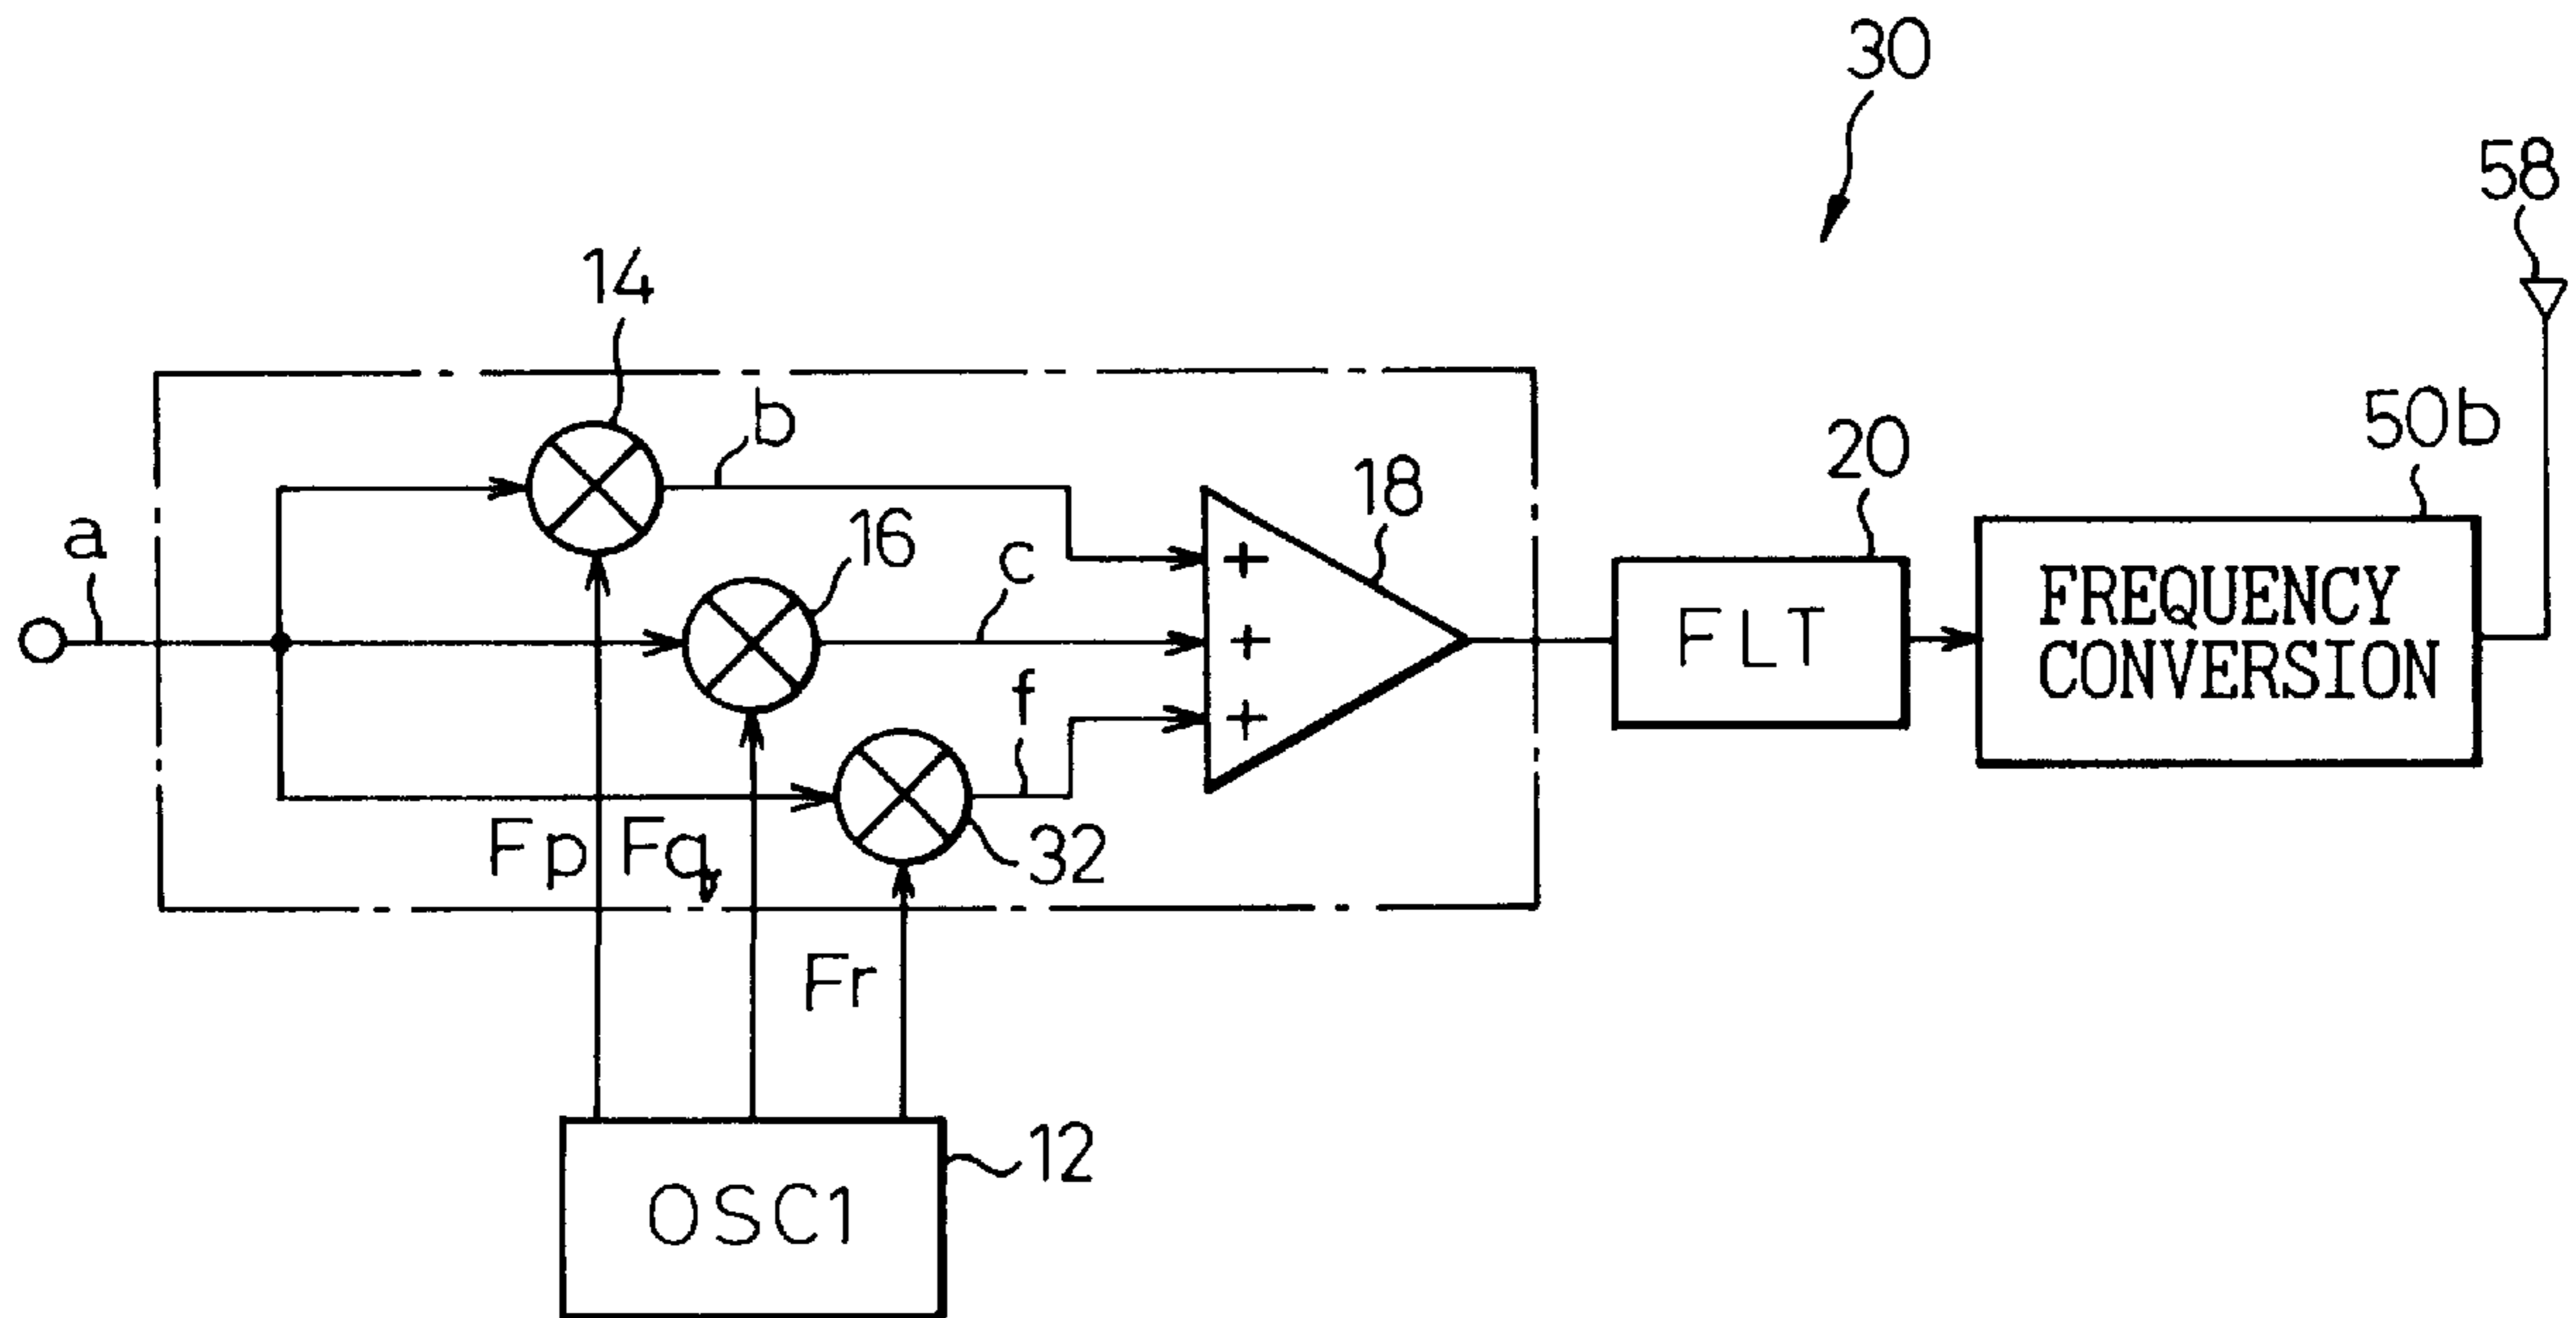 30
58
14
b
50b
20
18
a
16
c
+
FREQUENCY
CONVERSION
FLT
+
f
+
Fp
Fq
32
Fr
12
OSC1